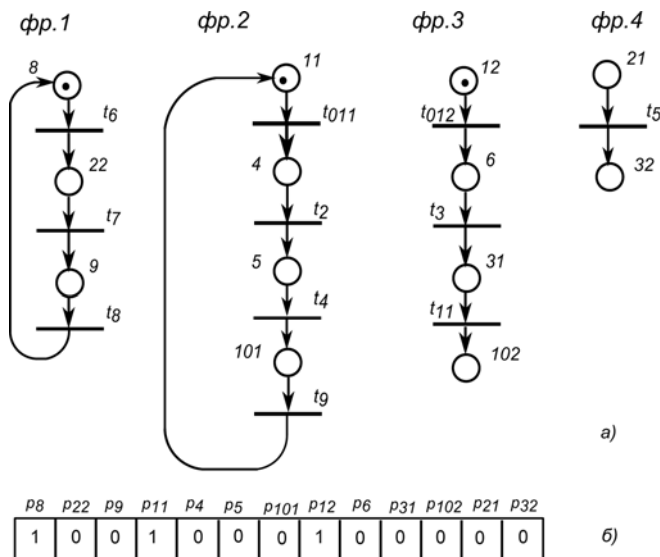 фр.1 фр.2 фр.3 фр.4
8 11 12 21
t6 t011 t012 t5
22 4 6 32
t7 t2 t3
9 5 31
t8 t4 t11
101 102
t9
а)
p8 p22 p9 p11 p4 p5 p101 p12 p6 p31 p102 p21 p32
1 0 0 1 0 0 0 1 0 0 0 0 0 б)